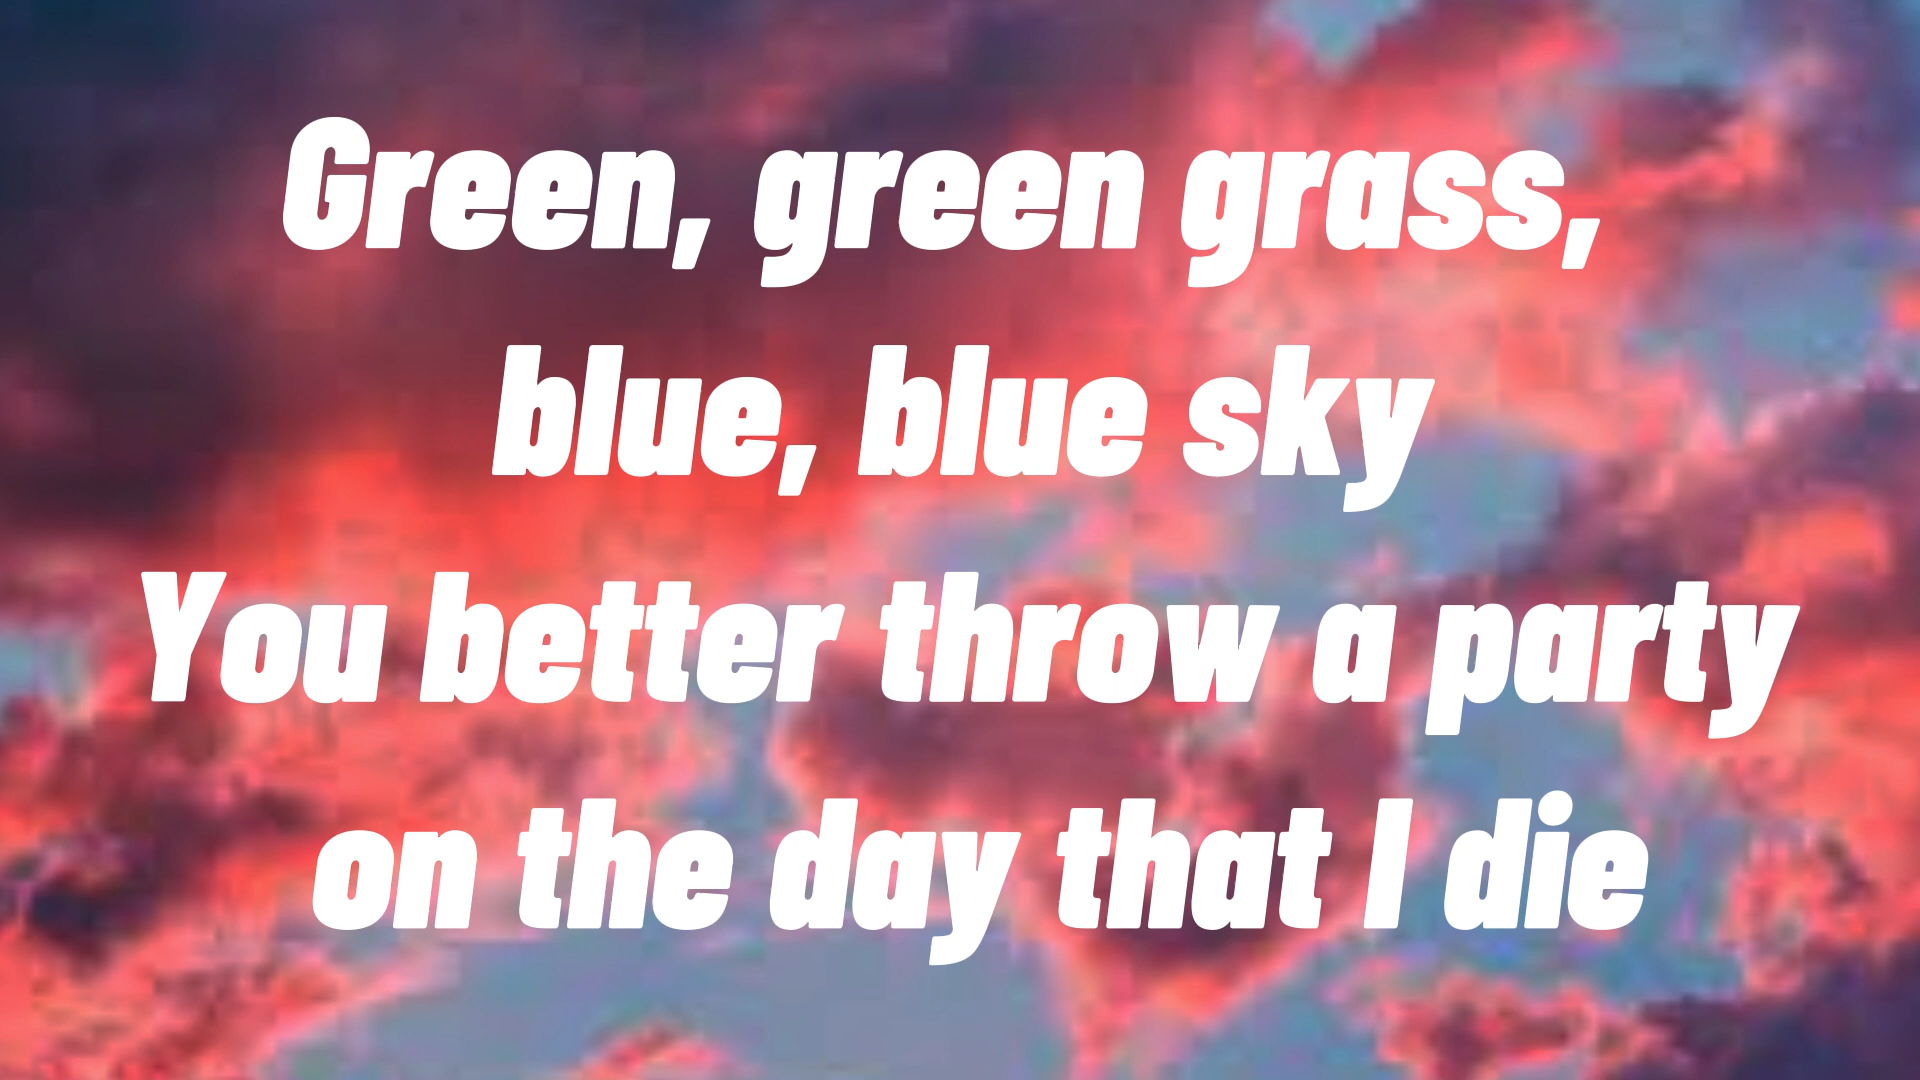 Green, green grass,
blue, blue sky
You better throw a party
on the day that I die